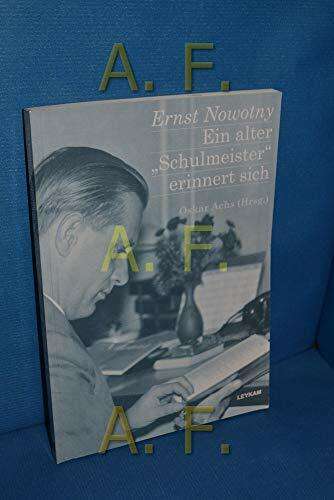 A. F.
Ernst Nowotny
Ein alter
„Schulmeister“
erinnert sich
Oskar Achs (Hrsg.)
A. F.
LEYKAM
A. F.